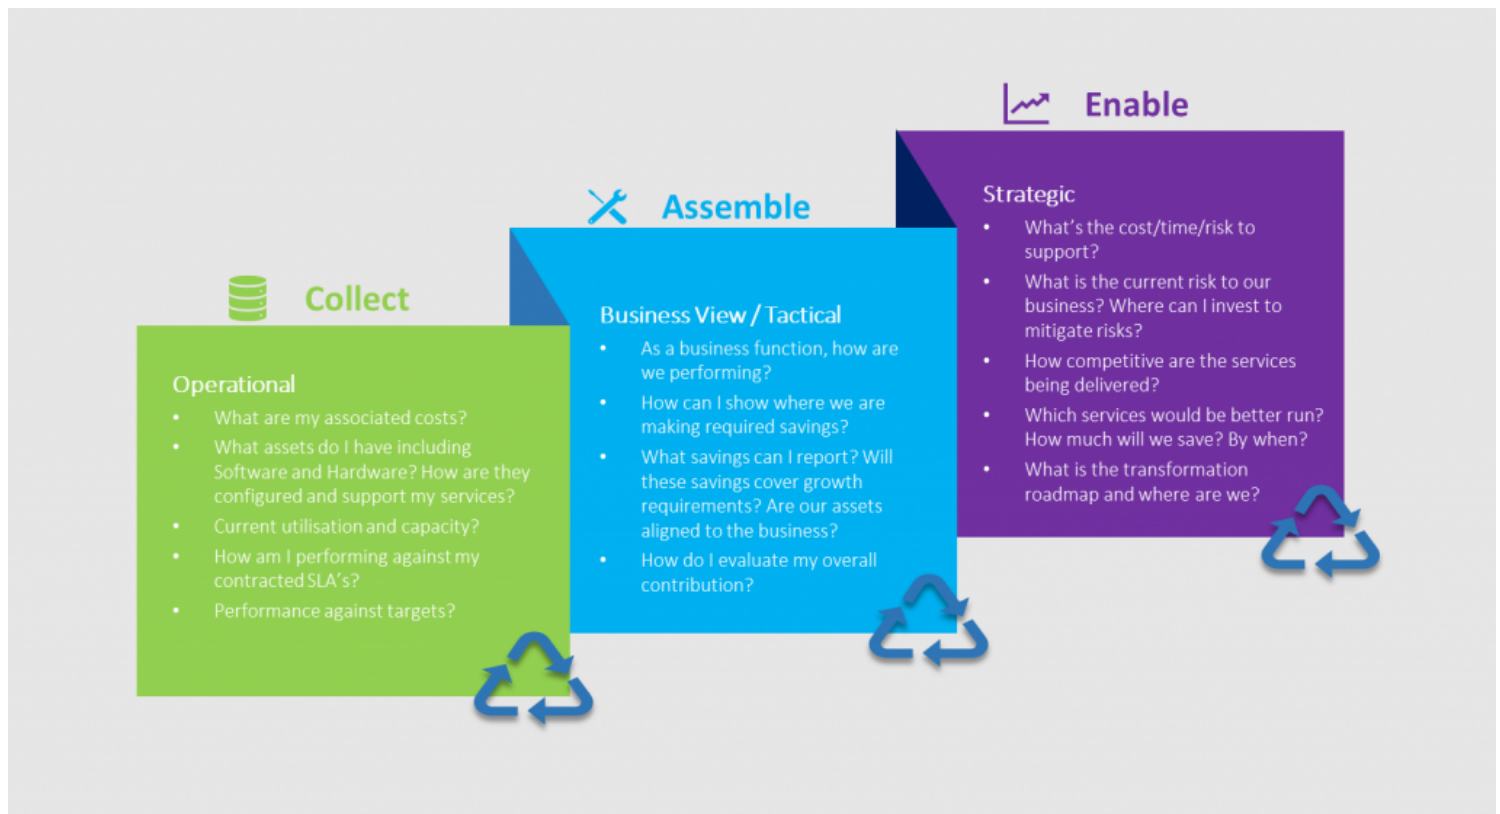 Collect
Operational
• What are my associated costs?
• What assets do I have including
Software and Hardware? How are they
configured and support my services?
• Current utilisation and capacity?
• How am I performing against my
contracted SLA's?
• Performance against targets?
Assemble
Business View / Tactical
• As a business function, how are
we performing?
• How can I show where we are
making required savings?
• What savings can I report? Will
these savings cover growth
requirements? Are our assets
aligned to the business?
• How do I evaluate my overall
contribution?
Enable
Strategic
• What's the cost/time/risk to
support?
• What is the current risk to our
business? Where can I invest to
mitigate risks?
• How competitive are the services
being delivered?
• Which services would be better run?
How much will we save? By when?
• What is the transformation
roadmap and where are we?